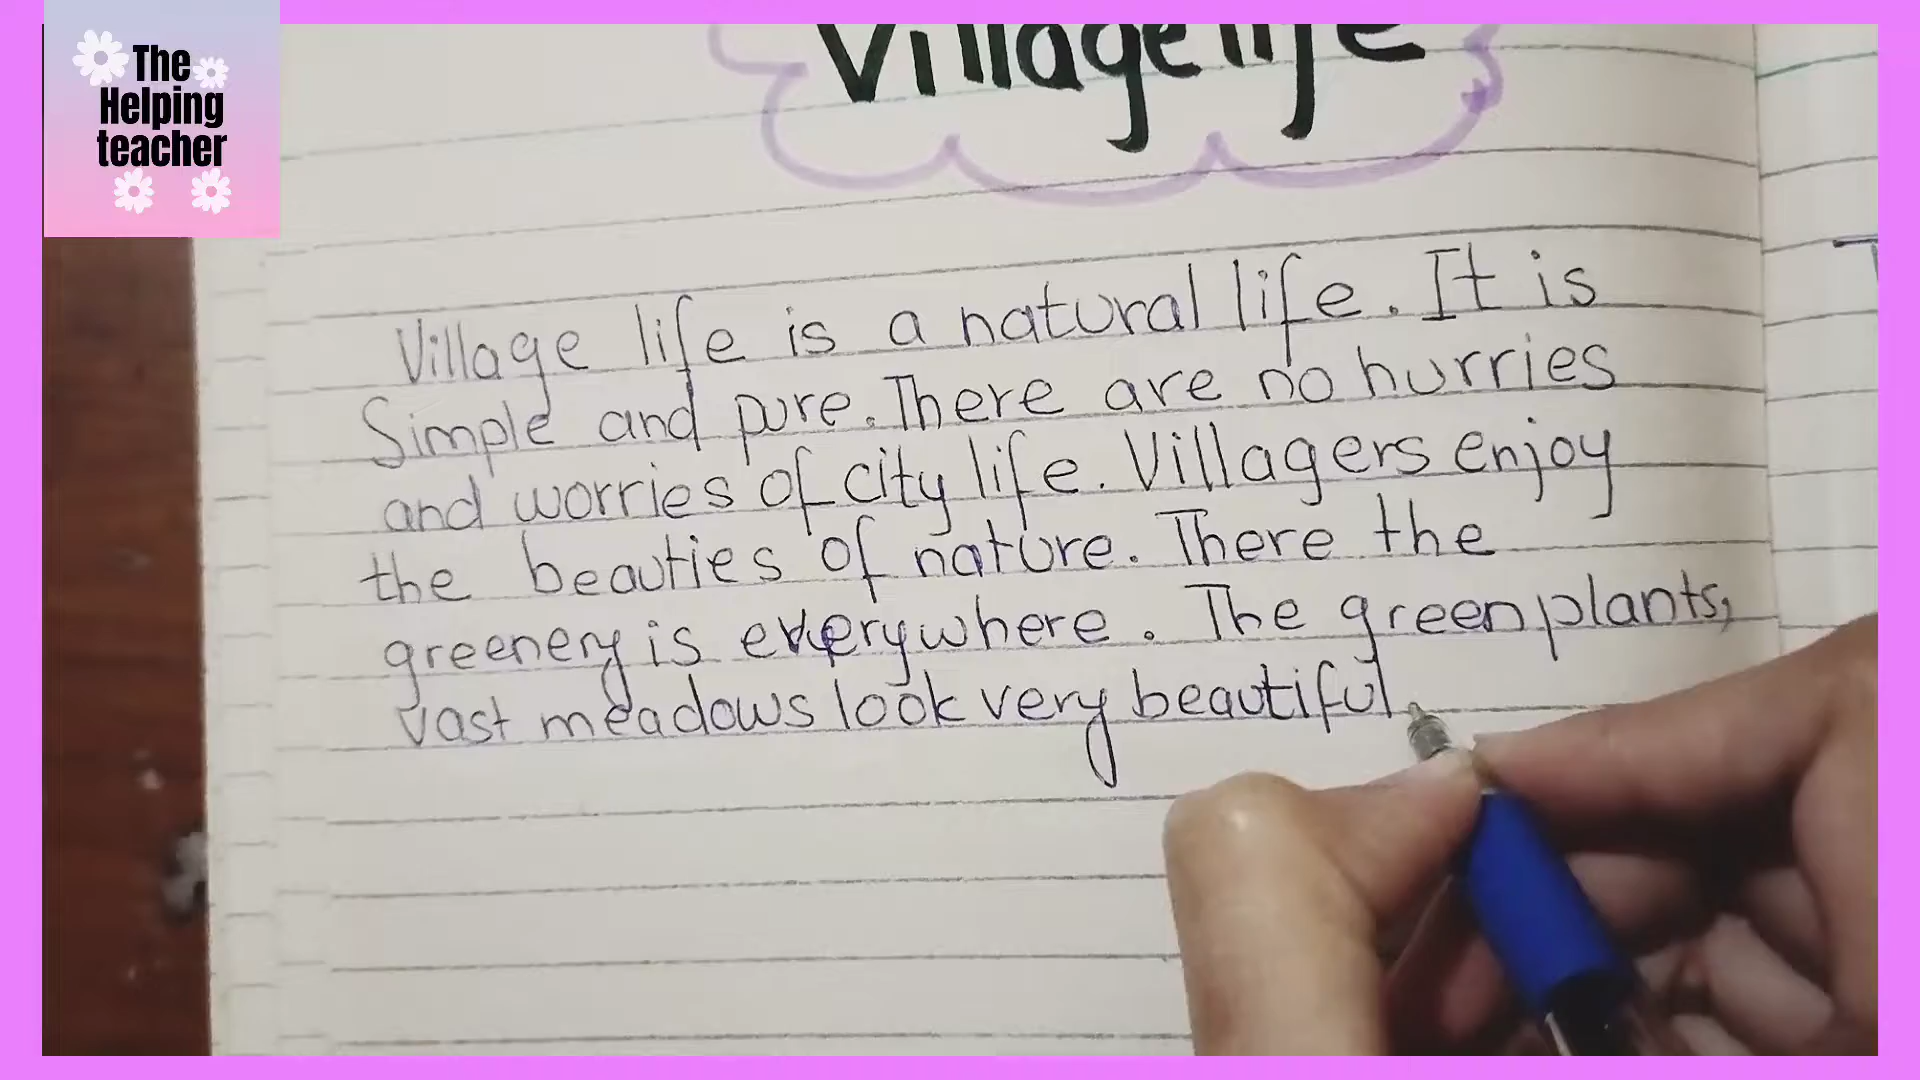 The
Helping
teacher
Village life
Village life is a natural life. It is
Simple and pure. There are no hurries
and worries of city life. Villagers enjoy
the beauties of nature. There the
greenery is everywhere. The green plants,
vast meadows look very beautiful.